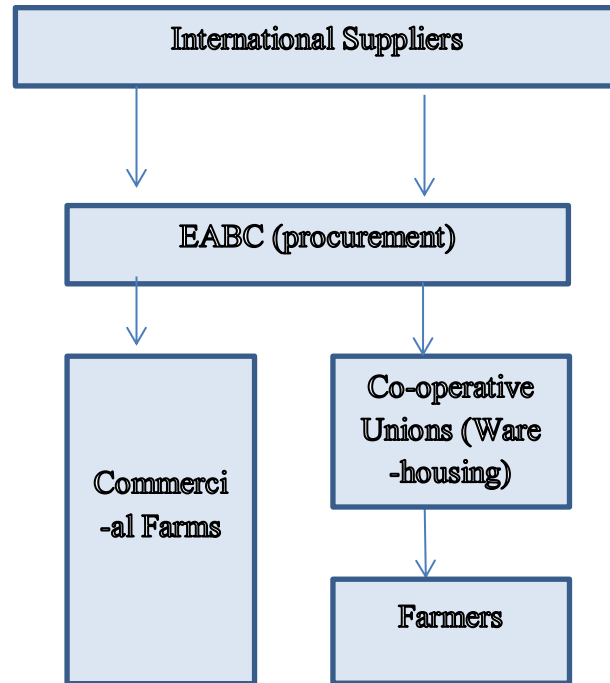 International Suppliers
EABC (procurement)
Commerci
-al Farms
Co-operative
Unions (Ware
-housing)
Farmers